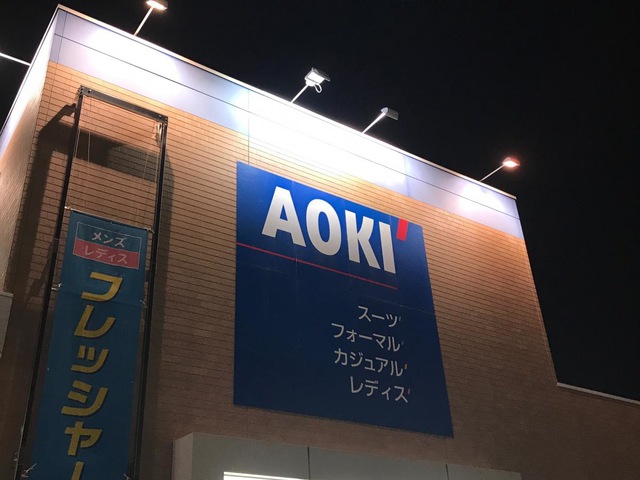 メンズ
レディス
フレッシャー
AOKI'
スーツ
フォーマル
カジュアル
レディス